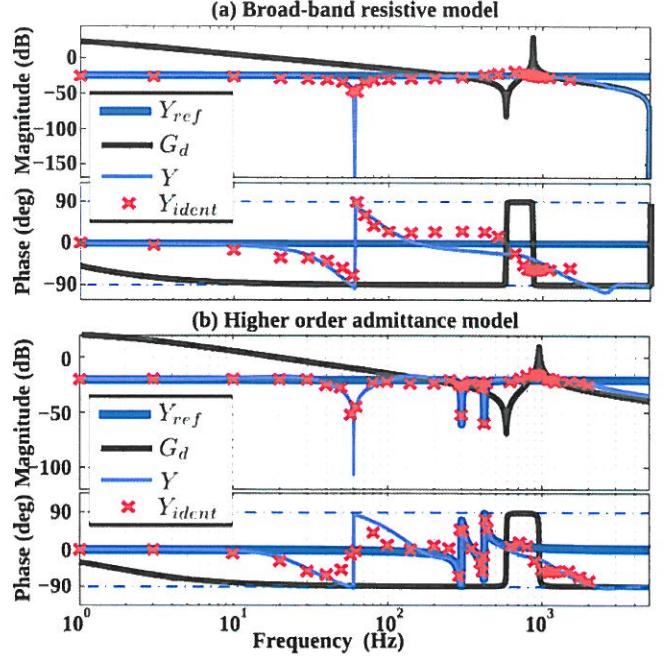 (a) Broad-band resistive model
Magnitude (dB)
0
−50
−100
−150
Y_ref
G_d
Y
Y_ident
Phase (deg)
90
0
−90
(b) Higher order admittance model
Magnitude (dB)
0
−50
−100
Y_ref
G_d
Y
Y_ident
Phase (deg)
90
0
−90
10^0 10^1 10^2 10^3
Frequency (Hz)